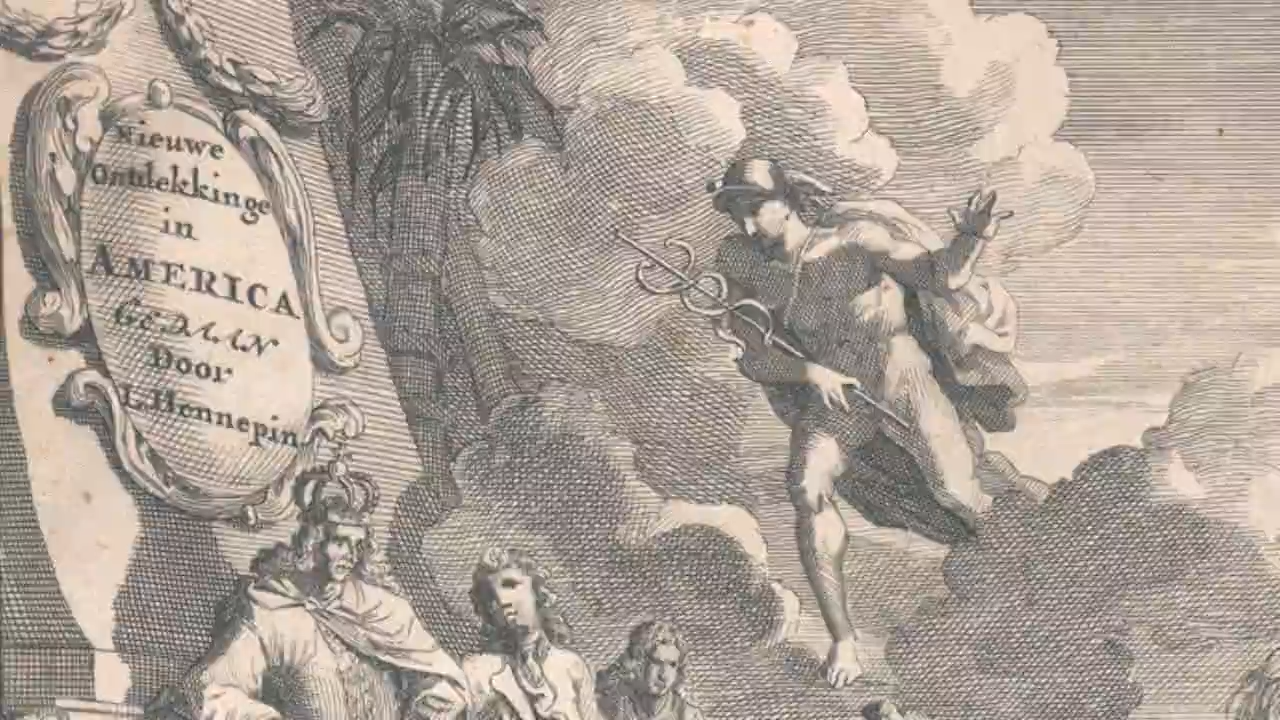 Nieuwe
Ontdekkinge
in
AMERICA
GEDAAN
Door
L. Hennepin